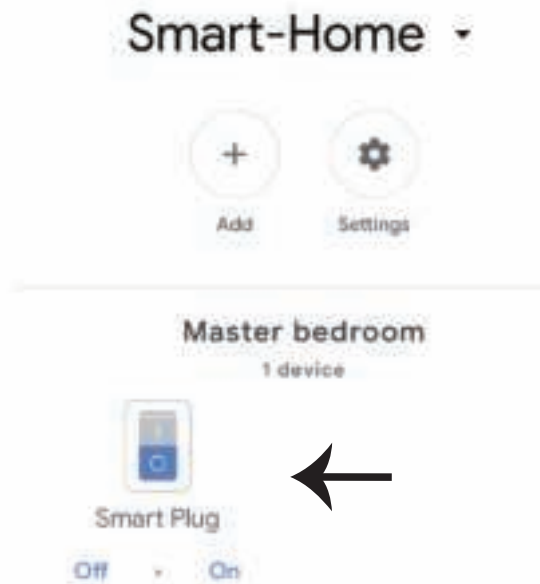 Smart-Home
Add Settings
Master bedroom
1 device
Smart Plug
Off · On